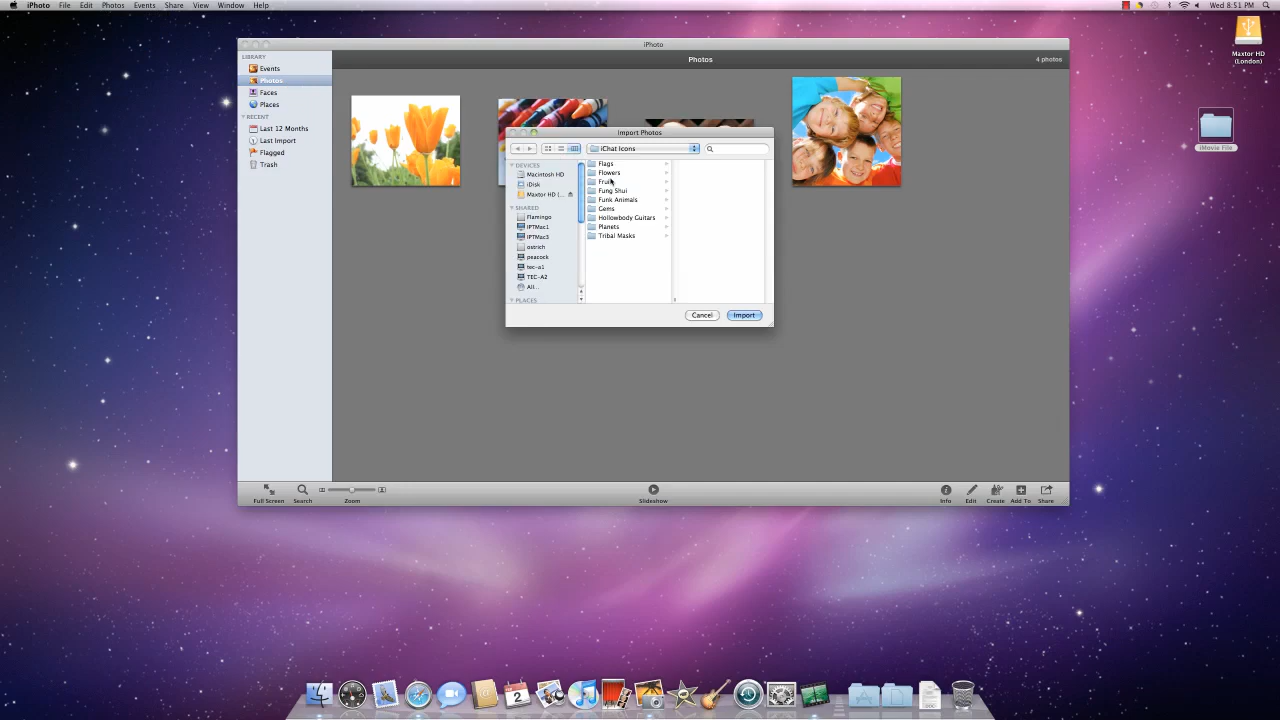 iPhoto File Edit Photos Events Share View Window Help
Wed 8:51 PM
Maxtor HD
(London)
iMovie File
iPhoto
LIBRARY
Events
Photos
Faces
Places
RECENT
Last 12 Months
Last Import
Flagged
Trash
Photos
4 photos
Import Photos
iChat Icons
DEVICES
Macintosh HD
iDisk
Maxtor HD (...
SHARED
Flamingo
IPTMac1
IPTMac3
ostrich
peacock
tec-a1
TEC-A2
All...
PLACES
Flags
Flowers
Fruit
Fung Shui
Funk Animals
Gems
Hollowbody Guitars
Planets
Tribal Masks
Cancel
Import
Full Screen
Search
Zoom
Slideshow
Info
Edit
Create
Add To
Share
2